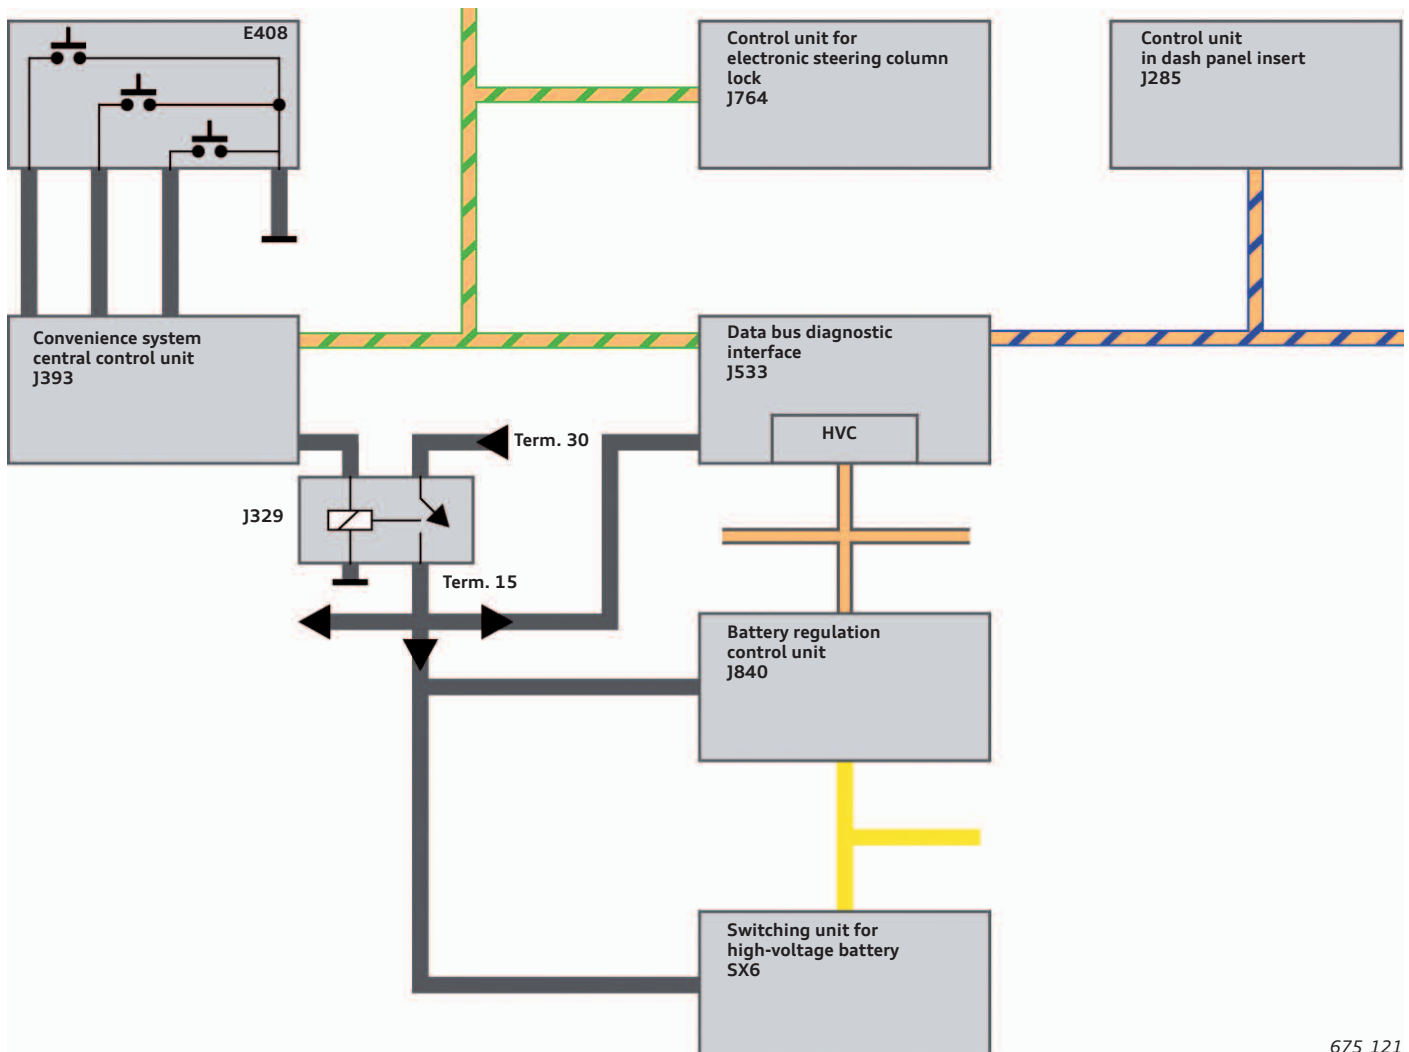 E408
Control unit for
electronic steering column
lock
J764
Control unit
in dash panel insert
J285
Convenience system
central control unit
J393
Data bus diagnostic
interface
J533
HVC
Term. 30
J329
Term. 15
Battery regulation
control unit
J840
Switching unit for
high-voltage battery
SX6
675_121